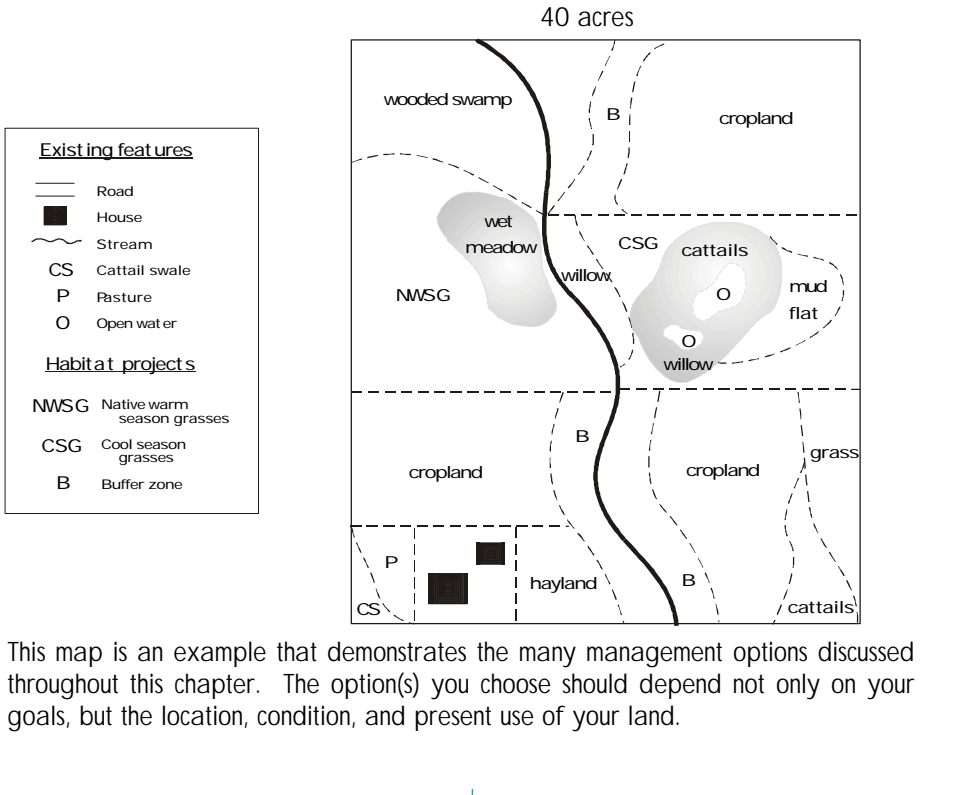 40 acres
wooded swamp
B
cropland
Existing features
Road
House
Stream
CS Cattail swale
P Pasture
O Open water
Habitat projects
NWSG Native warm
season grasses
CSG Cool season
grasses
B Buffer zone
wet
meadow
NWSG
willow
CSG
cattails
O
mud
flat
O
willow
cropland
B
cropland
grass
P
CS
hayland
B
cattails
This map is an example that demonstrates the many management options discussed
throughout this chapter. The option(s) you choose should depend not only on your
goals, but the location, condition, and present use of your land.